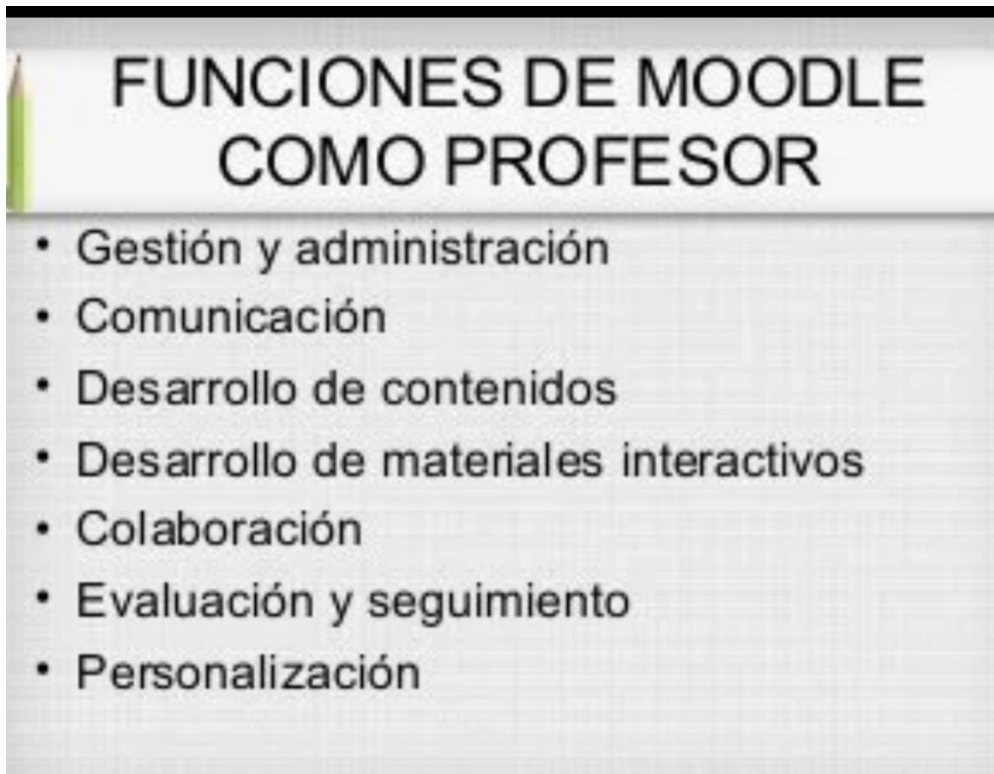 FUNCIONES DE MOODLE
COMO PROFESOR
• Gestión y administración
• Comunicación
• Desarrollo de contenidos
• Desarrollo de materiales interactivos
• Colaboración
• Evaluación y seguimiento
• Personalización